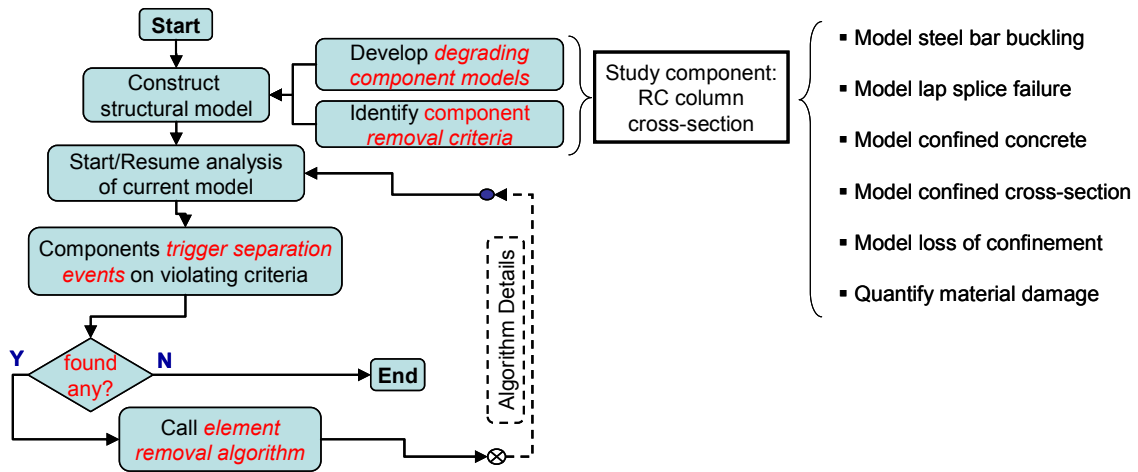 Start
Construct
structural model
Develop degrading
component models
Identify component
removal criteria
Study component:
RC column
cross-section
▪ Model steel bar buckling
▪ Model lap splice failure
▪ Model confined concrete
▪ Model confined cross-section
▪ Model loss of confinement
▪ Quantify material damage
Start/Resume analysis
of current model
Components trigger separation
events on violating criteria
Y
found
any?
N
End
Call element
removal algorithm
Algorithm Details